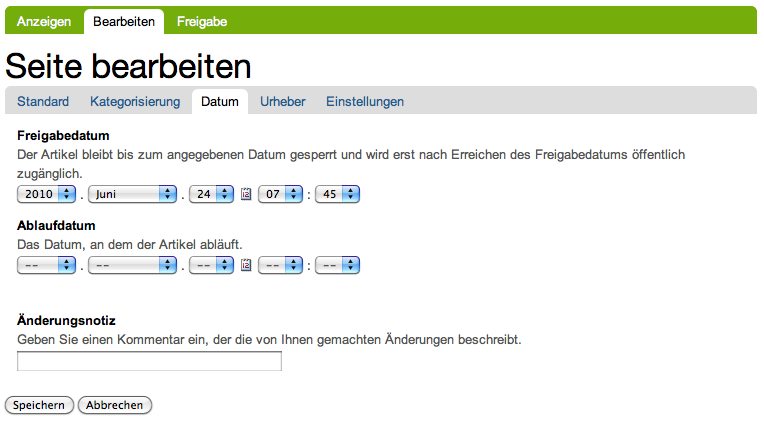 Anzeigen Bearbeiten Freigabe
Seite bearbeiten
Standard Kategorisierung Datum Urheber Einstellungen
Freigabedatum
Der Artikel bleibt bis zum angegebenen Datum gesperrt und wird erst nach Erreichen des Freigabedatums öffentlich
zugänglich.
2010 . Juni . 24 12 07 : 45
Ablaufdatum
Das Datum, an dem der Artikel abläuft.
-- . -- . -- 12 -- : --
Änderungsnotiz
Geben Sie einen Kommentar ein, der die von Ihnen gemachten Änderungen beschreibt.
Speichern Abbrechen